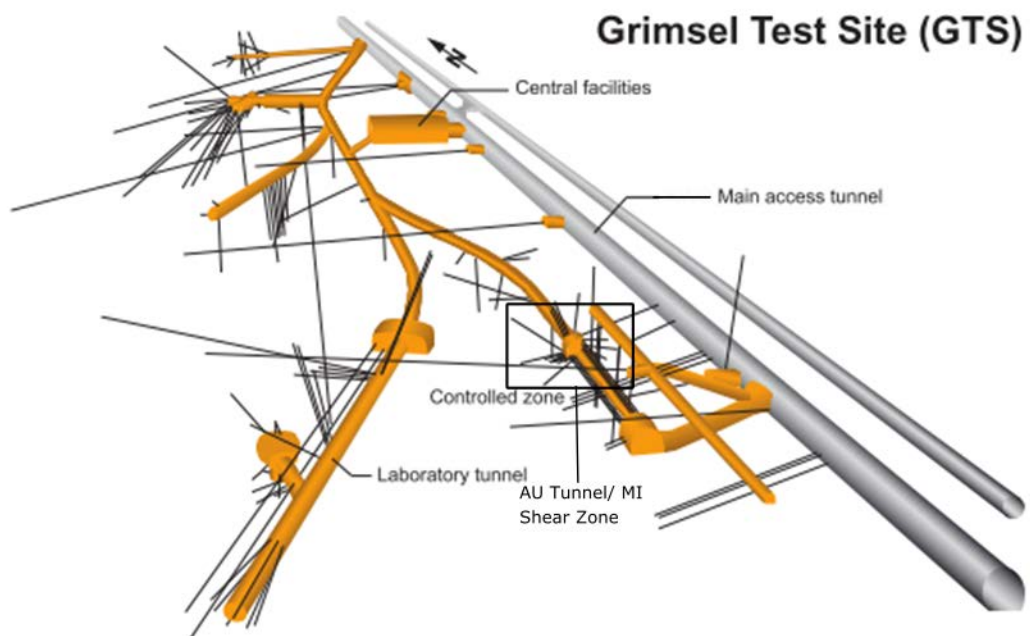 Grimsel Test Site (GTS)
N
Central facilities
Main access tunnel
Controlled zone
Laboratory tunnel
AU Tunnel/ MI
Shear Zone